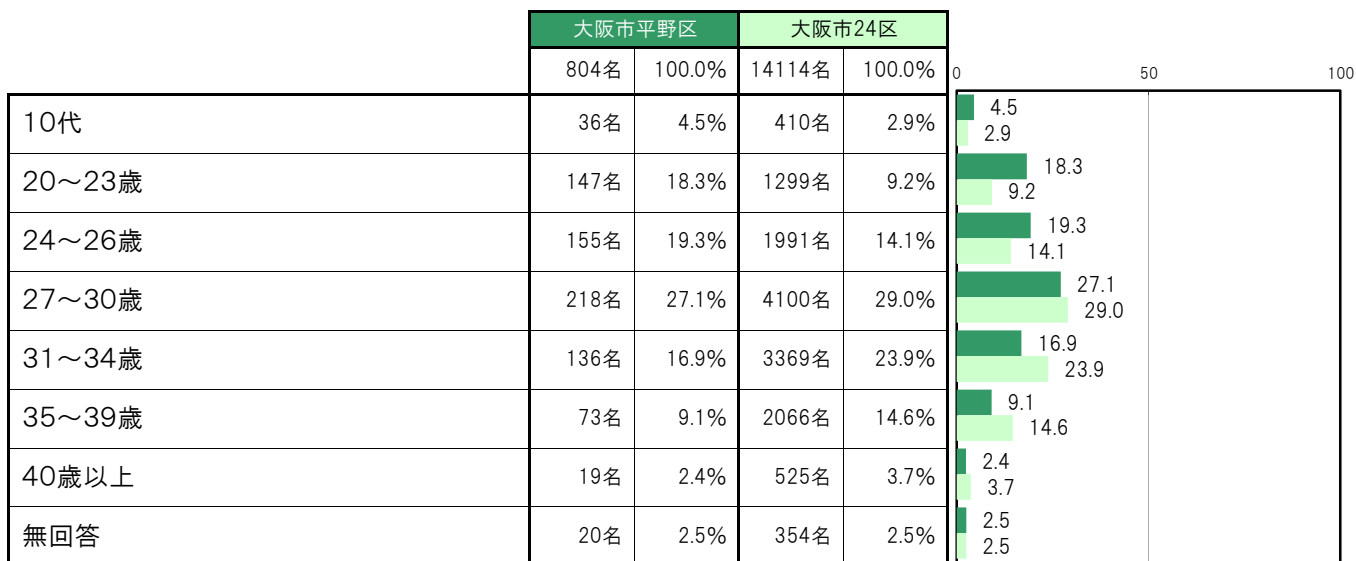 大阪市平野区 大阪市24区
804名 100.0% 14114名 100.0% 0 50 100
10代 36名 4.5% 410名 2.9% 4.5
2.9
20～23歳 147名 18.3% 1299名 9.2% 18.3
9.2
24～26歳 155名 19.3% 1991名 14.1% 19.3
14.1
27～30歳 218名 27.1% 4100名 29.0% 27.1
29.0
31～34歳 136名 16.9% 3369名 23.9% 16.9
23.9
35～39歳 73名 9.1% 2066名 14.6% 9.1
14.6
40歳以上 19名 2.4% 525名 3.7% 2.4
3.7
無回答 20名 2.5% 354名 2.5% 2.5
2.5